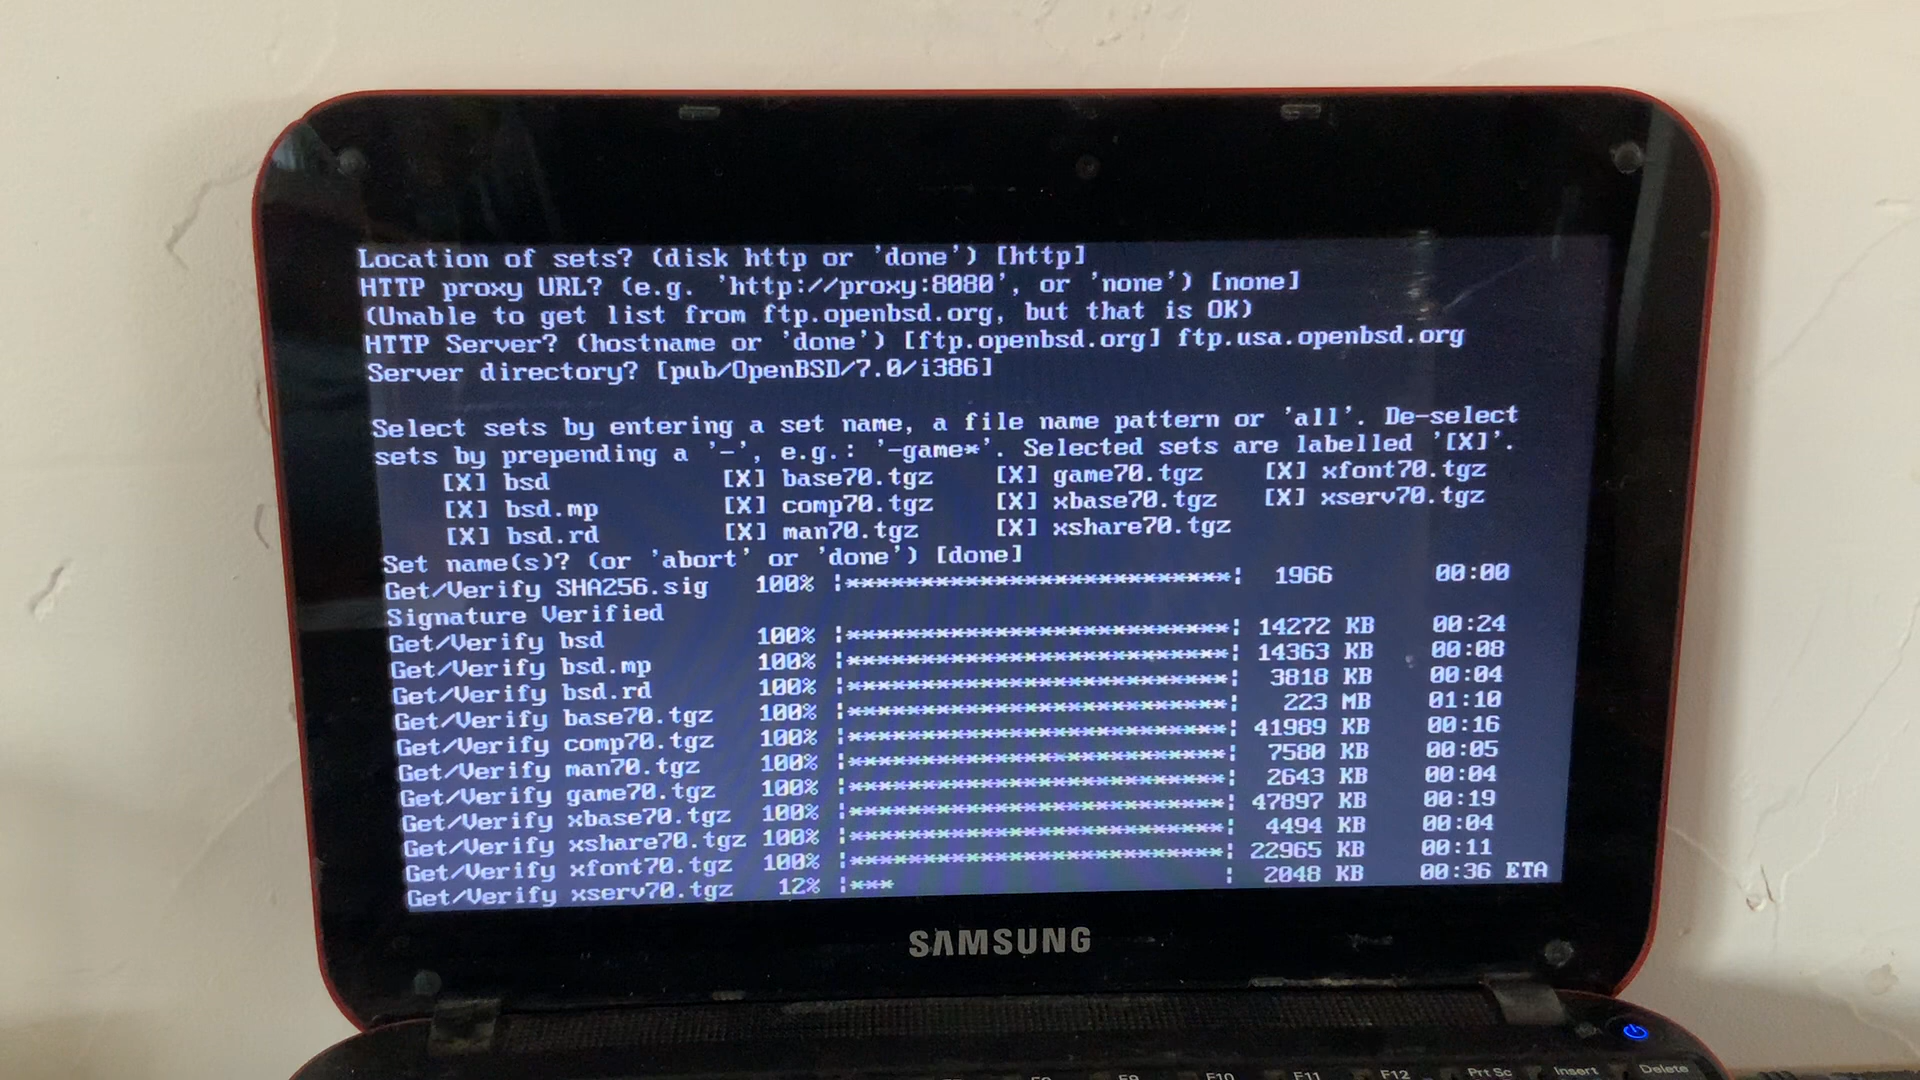 Location of sets? (disk http or 'done') [http]
HTTP proxy URL? (e.g. 'http://proxy:8080', or 'none') [none]
(Unable to get list from ftp.openbsd.org, but that is OK)
HTTP Server? (hostname or 'done') [ftp.openbsd.org] ftp.usa.openbsd.org
Server directory? [pub/OpenBSD/7.0/i386]
Select sets by entering a set name, a file name pattern or 'all'. De-select
sets by prepending a '-', e.g.: '-game*'. Selected sets are labelled '[X]'.
[X] bsd [X] base70.tgz [X] game70.tgz [X] xfont70.tgz
[X] bsd.mp [X] comp70.tgz [X] xbase70.tgz [X] xserv70.tgz
[X] bsd.rd [X] man70.tgz [X] xshare70.tgz
Set name(s)? (or 'abort' or 'done') [done]
Get/Verify SHA256.sig 100% |**************************| 1966 00:00
Signature Verified
Get/Verify bsd 100% |**************************| 14272 KB 00:24
Get/Verify bsd.mp 100% |**************************| 14363 KB 00:08
Get/Verify bsd.rd 100% |**************************| 3818 KB 00:04
Get/Verify base70.tgz 100% |**************************| 223 MB 01:10
Get/Verify comp70.tgz 100% |**************************| 41989 KB 00:16
Get/Verify man70.tgz 100% |**************************| 7580 KB 00:05
Get/Verify game70.tgz 100% |**************************| 2643 KB 00:04
Get/Verify xbase70.tgz 100% |**************************| 47897 KB 00:19
Get/Verify xshare70.tgz 100% |**************************| 4494 KB 00:04
Get/Verify xfont70.tgz 100% |**************************| 22965 KB 00:11
Get/Verify xserv70.tgz 12% |*** | 2048 KB 00:36 ETA
SAMSUNG
F9 F10 F11 F12 Prt Sc Insert Delete